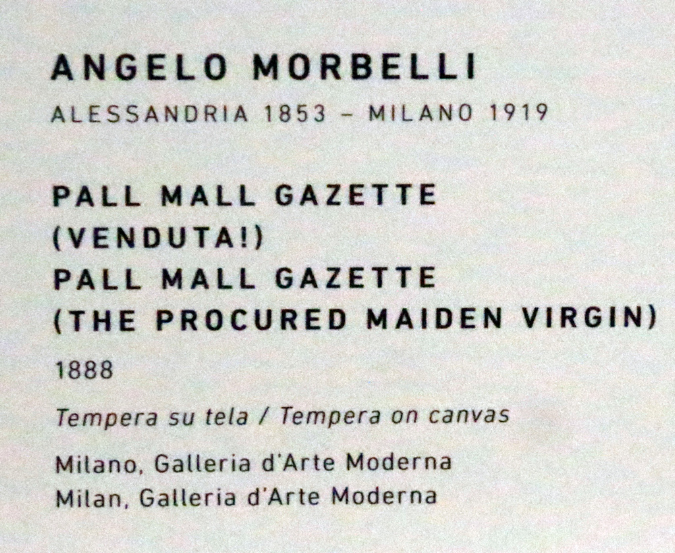 ANGELO MORBELLI
ALESSANDRIA 1853 – MILANO 1919
PALL MALL GAZETTE
(VENDUTA!)
PALL MALL GAZETTE
(THE PROCURED MAIDEN VIRGIN)
1888
Tempera su tela / Tempera on canvas
Milano, Galleria d'Arte Moderna
Milan, Galleria d'Arte Moderna